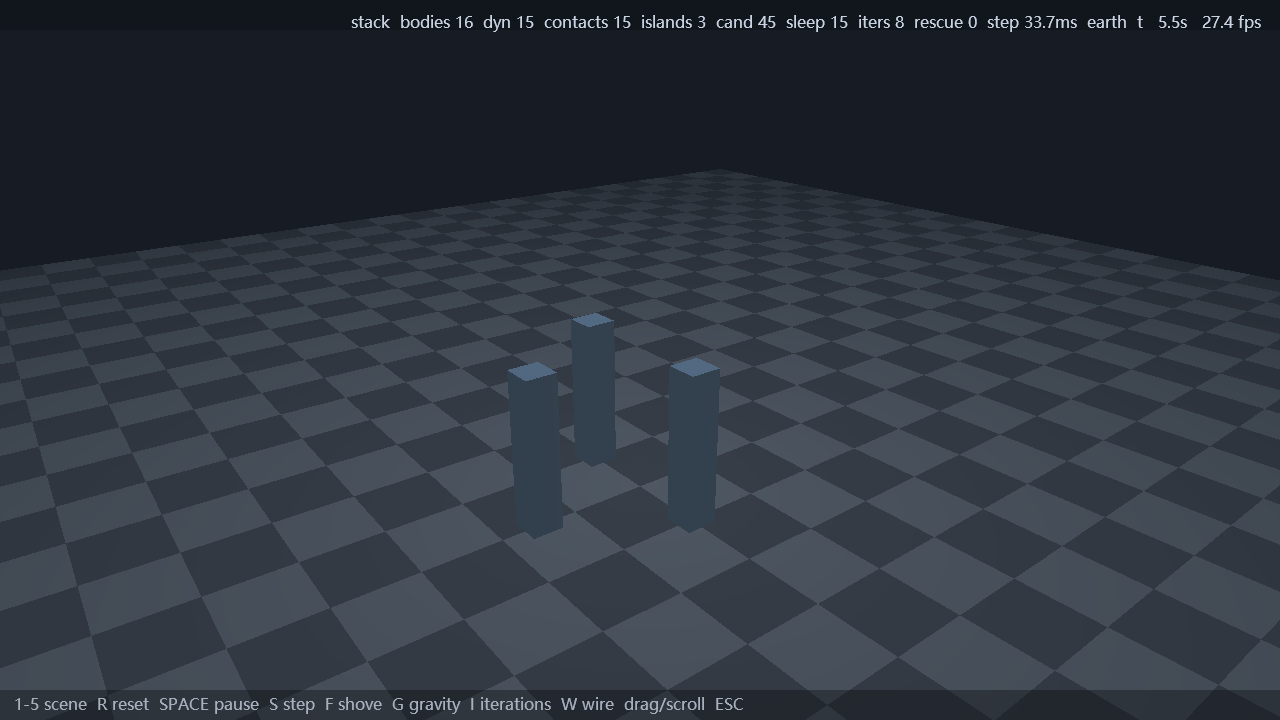 stack bodies 16 dyn 15 contacts 15 islands 3 cand 45 sleep 15 iters 8 rescue 0 step 33.7ms earth t 5.5s 27.4 fps
1-5 scene R reset SPACE pause S step F shove G gravity I iterations W wire drag/scroll ESC